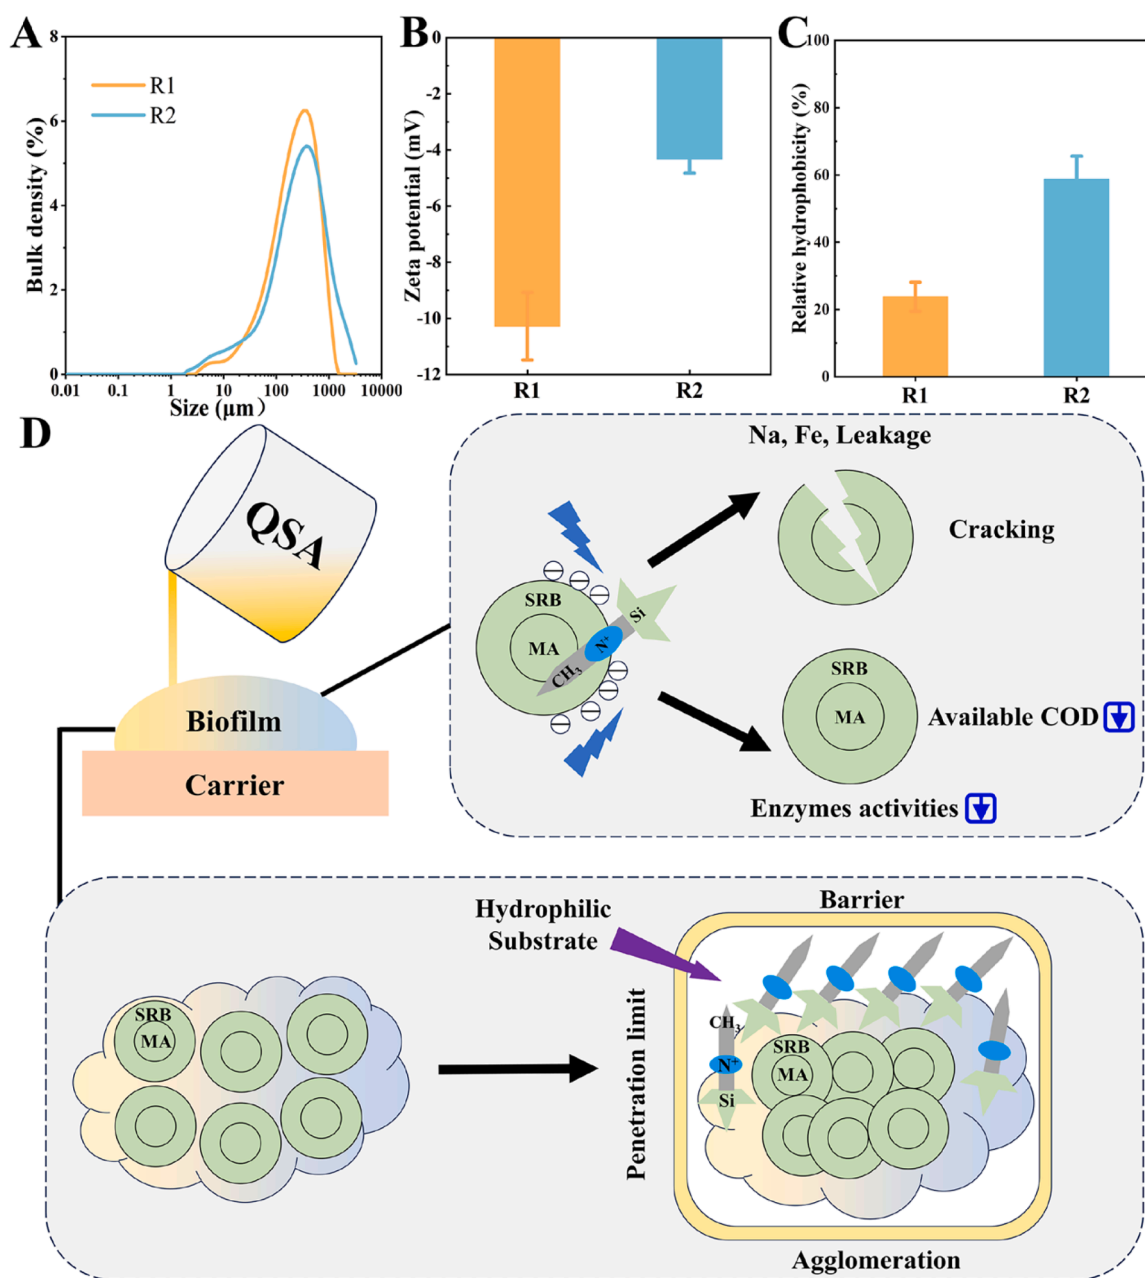 A
8
6
4
2
0
R1
R2
Bulk density (%)
0.01 0.1 1 10 100 1000 10000
Size (μm)
B
0
-2
-4
-6
-8
-10
-12
Zeta potential (mV)
R1 R2
C
100
80
60
40
20
0
Relative hydrophobicity (%)
R1 R2
D
QSA
Biofilm
Carrier
Na, Fe, Leakage
Cracking
SRB
MA
CH₃
N⁺
Si
SRB
MA
Available COD
Enzymes activities
Hydrophilic
Substrate
Barrier
Penetration limit
SRB
MA
CH₃
N⁺
Si
SRB
MA
Agglomeration